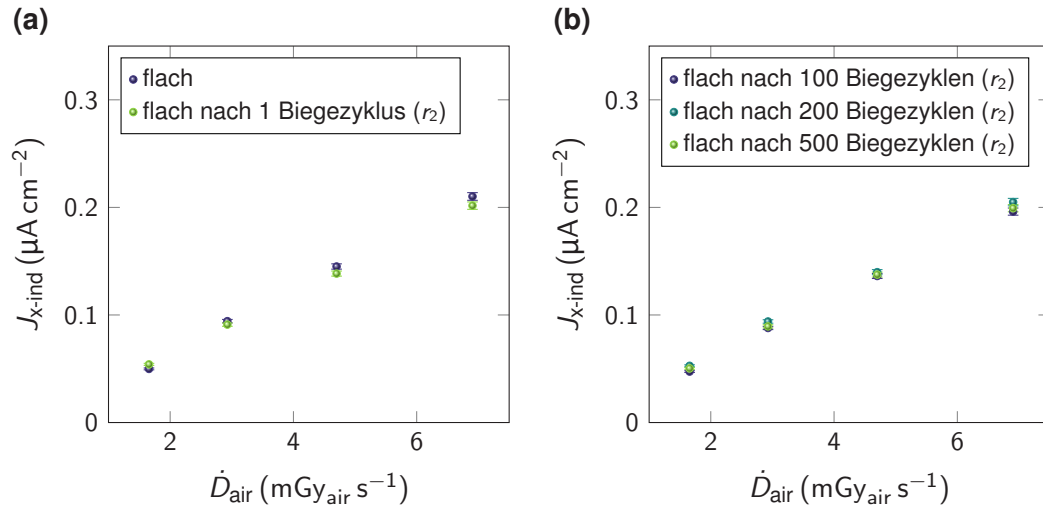 (a)
flach
flach nach 1 Biegezyklus (r₂)
0.3
0.2
0.1
0
2 4 6
J_x-ind (µA cm⁻²)
Ḋ_air (mGy_air s⁻¹)
(b)
flach nach 100 Biegezyklen (r₂)
flach nach 200 Biegezyklen (r₂)
flach nach 500 Biegezyklen (r₂)
0.3
0.2
0.1
0
2 4 6
J_x-ind (µA cm⁻²)
Ḋ_air (mGy_air s⁻¹)